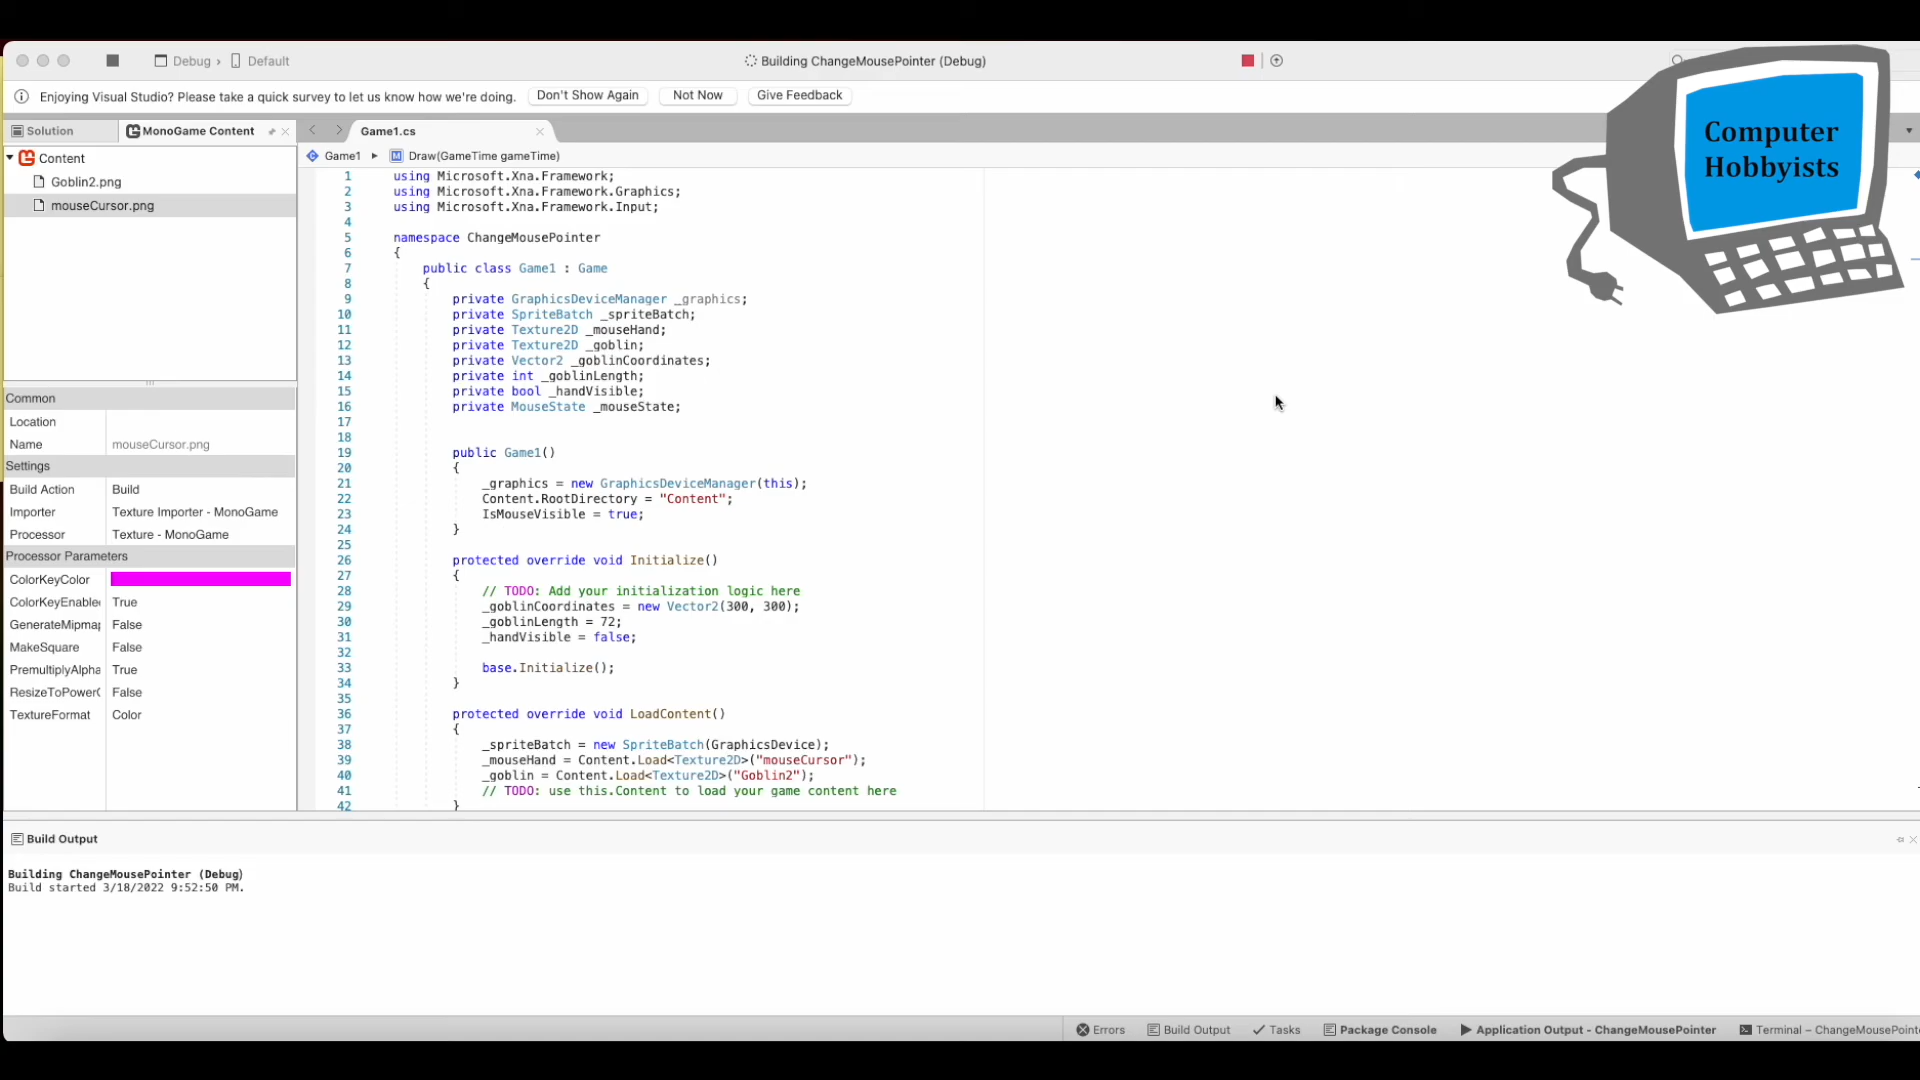 Debug › Default
Building ChangeMousePointer (Debug)
Enjoying Visual Studio? Please take a quick survey to let us know how we're doing.
Don't Show Again
Not Now
Give Feedback
Computer
Hobbyists
Solution
MonoGame Content
Game1.cs
Content
Goblin2.png
mouseCursor.png
Game1
Draw(GameTime gameTime)
1 using Microsoft.Xna.Framework;
2 using Microsoft.Xna.Framework.Graphics;
3 using Microsoft.Xna.Framework.Input;
4
5 namespace ChangeMousePointer
6 {
7 public class Game1 : Game
8 {
9 private GraphicsDeviceManager _graphics;
10 private SpriteBatch _spriteBatch;
11 private Texture2D _mouseHand;
12 private Texture2D _goblin;
13 private Vector2 _goblinCoordinates;
14 private int _goblinLength;
15 private bool _handVisible;
16 private MouseState _mouseState;
17
18
19 public Game1()
20 {
21 _graphics = new GraphicsDeviceManager(this);
22 Content.RootDirectory = "Content";
23 IsMouseVisible = true;
24 }
25
26 protected override void Initialize()
27 {
28 // TODO: Add your initialization logic here
29 _goblinCoordinates = new Vector2(300, 300);
30 _goblinLength = 72;
31 _handVisible = false;
32
33 base.Initialize();
34 }
35
36 protected override void LoadContent()
37 {
38 _spriteBatch = new SpriteBatch(GraphicsDevice);
39 _mouseHand = Content.Load<Texture2D>("mouseCursor");
40 _goblin = Content.Load<Texture2D>("Goblin2");
41 // TODO: use this.Content to load your game content here
42 }
Common
Location
Name mouseCursor.png
Settings
Build Action Build
Importer Texture Importer - MonoGame
Processor Texture - MonoGame
Processor Parameters
ColorKeyColor
ColorKeyEnable True
GenerateMipma False
MakeSquare False
PremultiplyAlpha True
ResizeToPower False
TextureFormat Color
Build Output
Building ChangeMousePointer (Debug)
Build started 3/18/2022 9:52:50 PM.
Errors
Build Output
Tasks
Package Console
Application Output - ChangeMousePointer
Terminal – ChangeMousePoint